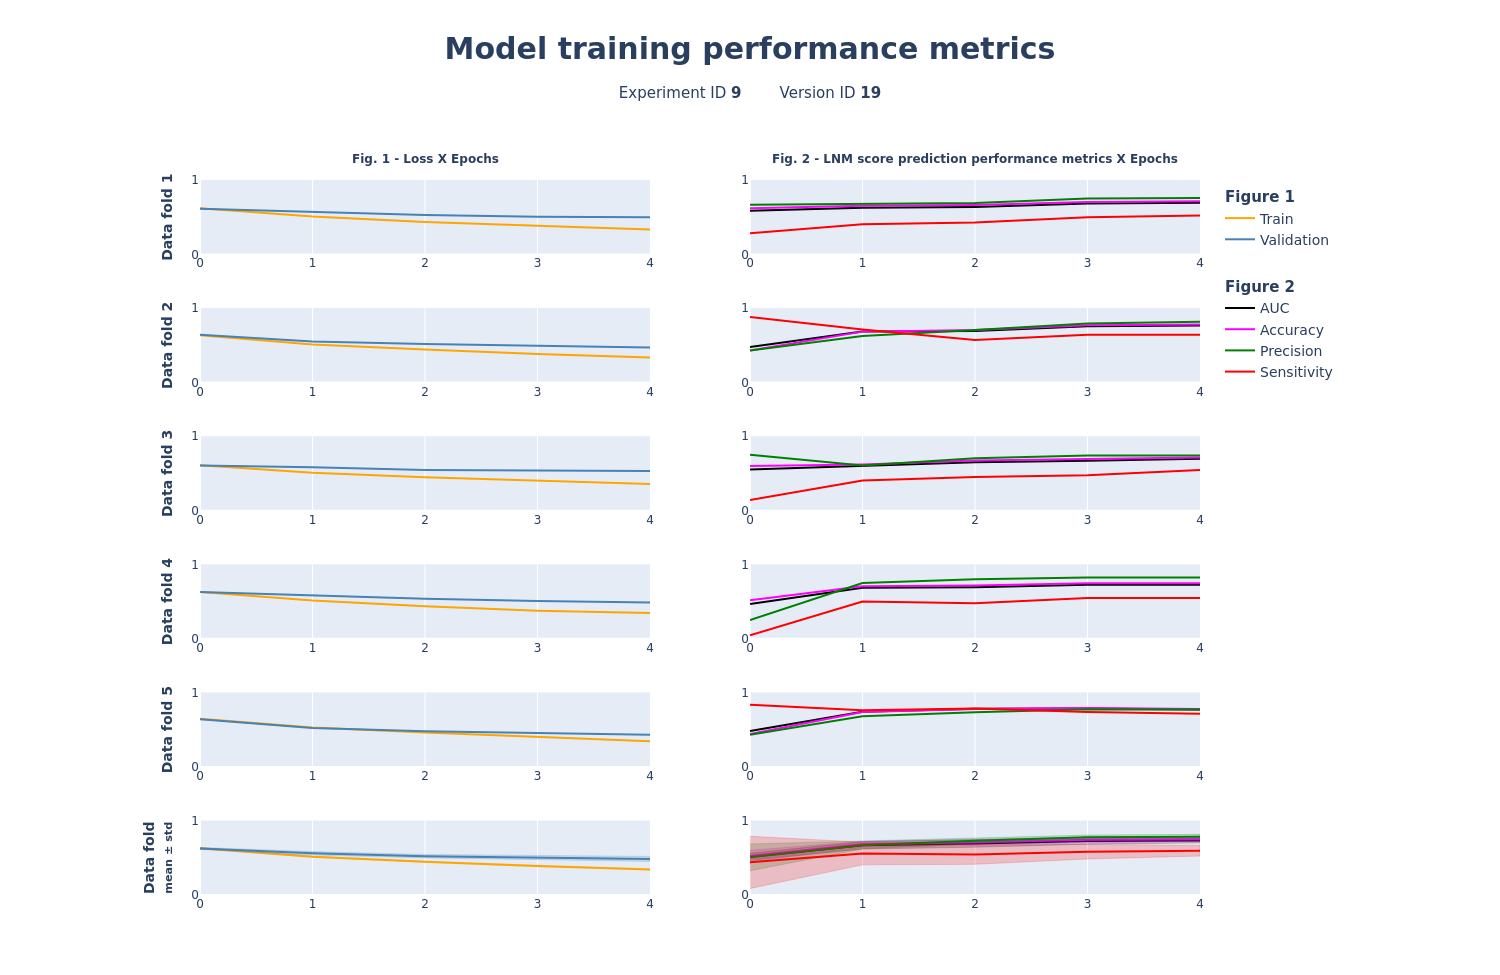 Model training performance metrics
Experiment ID 9 Version ID 19
Fig. 1 - Loss X Epochs
Fig. 2 - LNM score prediction performance metrics X Epochs
Data fold 1
1
0
0 1 2 3 4
1
0
0 1 2 3 4
Figure 1
Train
Validation
Figure 2
AUC
Accuracy
Precision
Sensitivity
Data fold 2
1
0
0 1 2 3 4
1
0
0 1 2 3 4
Data fold 3
1
0
0 1 2 3 4
1
0
0 1 2 3 4
Data fold 4
1
0
0 1 2 3 4
1
0
0 1 2 3 4
Data fold 5
1
0
0 1 2 3 4
1
0
0 1 2 3 4
Data fold
mean ± std
1
0
0 1 2 3 4
1
0
0 1 2 3 4